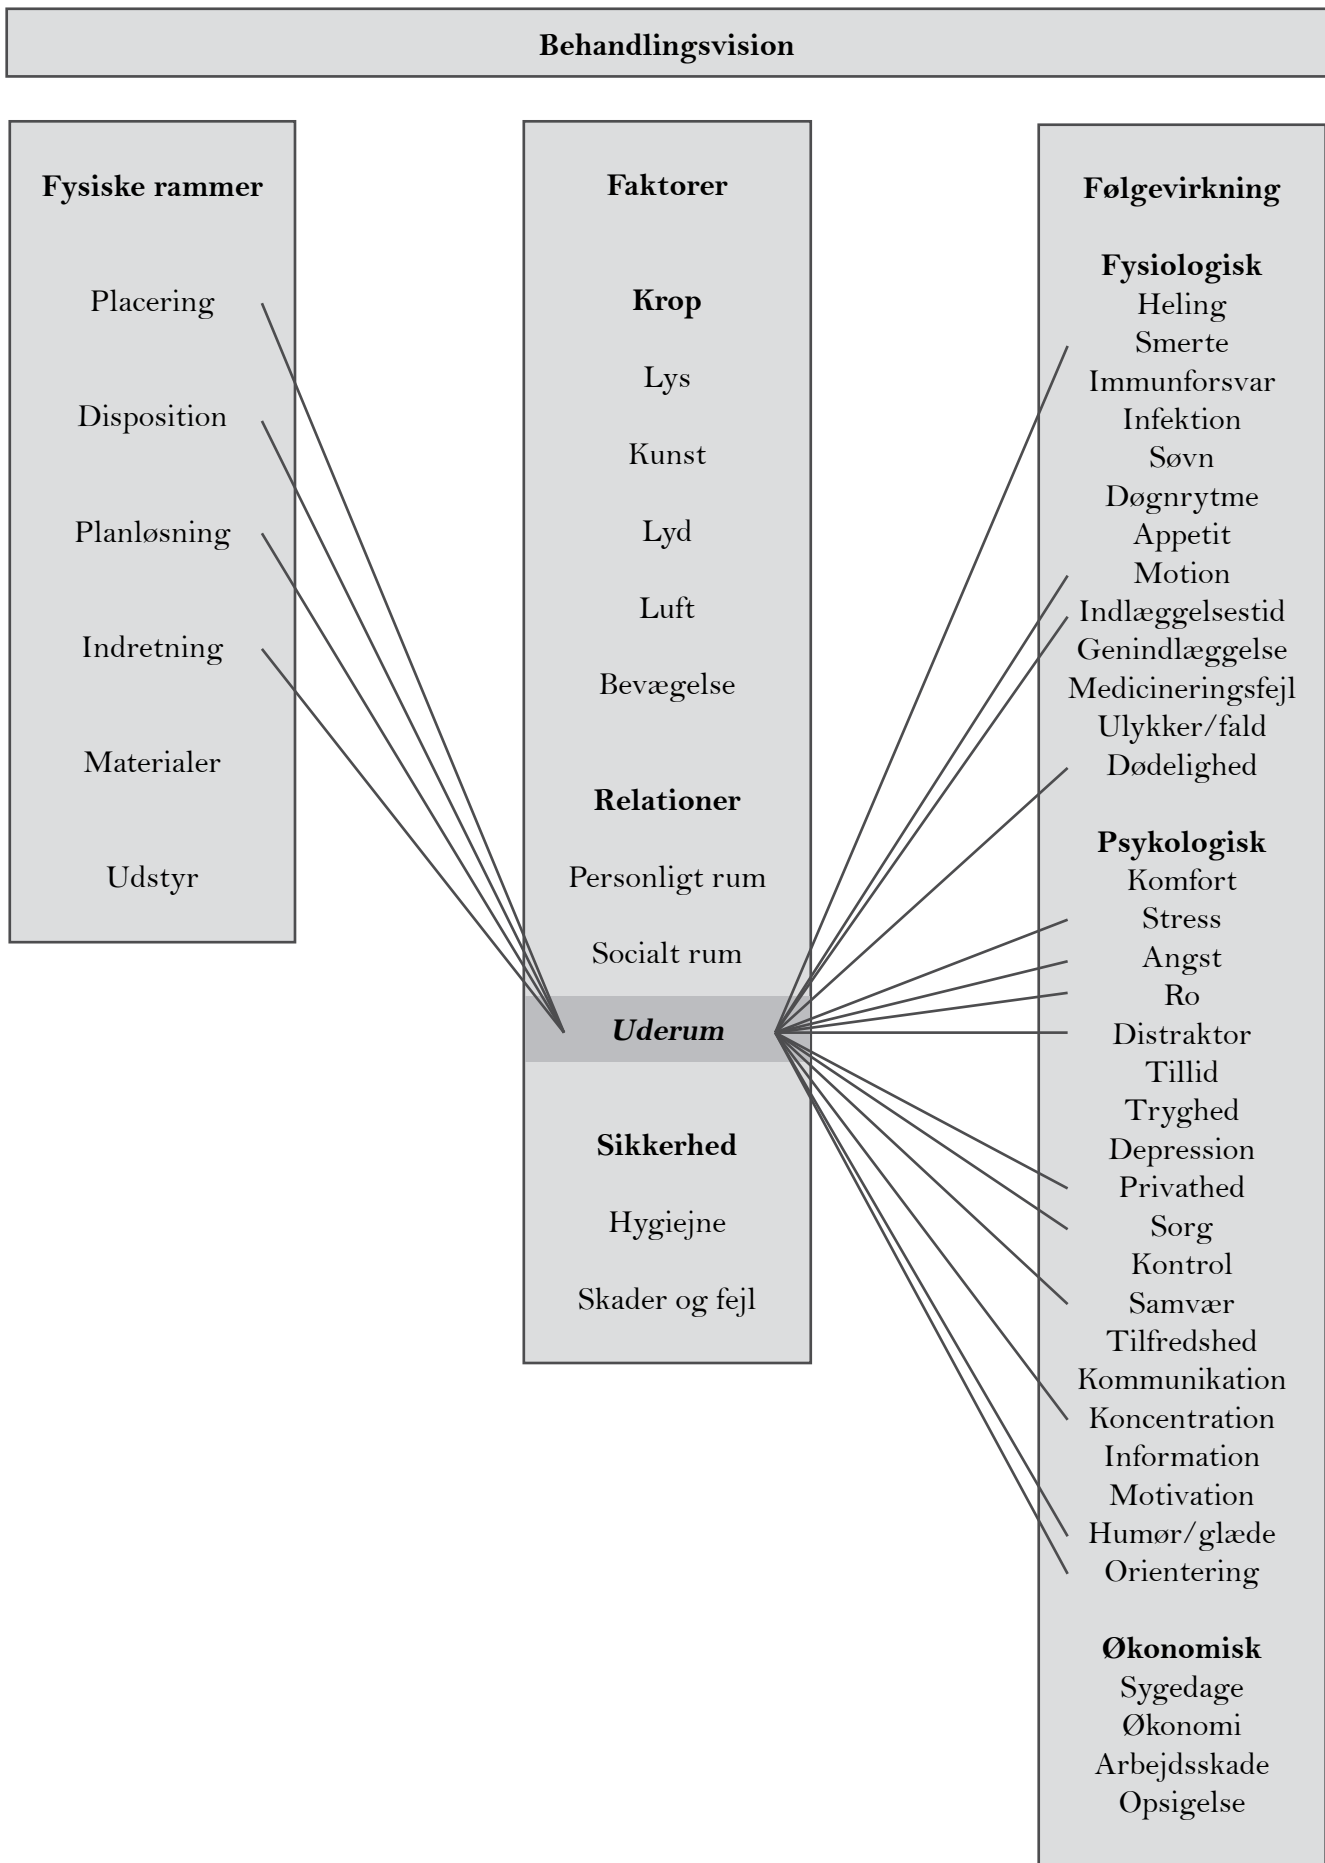 Behandlingsvision
Fysiske rammer
Placering
Disposition
Planløsning
Indretning
Materialer
Udstyr
Faktorer
Krop
Lys
Kunst
Lyd
Luft
Bevægelse
Relationer
Personligt rum
Socialt rum
Uderum
Sikkerhed
Hygiejne
Skader og fejl
Følgevirkning
Fysiologisk
Heling
Smerte
Immunforsvar
Infektion
Søvn
Døgnrytme
Appetit
Motion
Indlæggelsestid
Genindlæggelse
Medicineringsfejl
Ulykker/fald
Dødelighed
Psykologisk
Komfort
Stress
Angst
Ro
Distraktor
Tillid
Tryghed
Depression
Privathed
Sorg
Kontrol
Samvær
Tilfredshed
Kommunikation
Koncentration
Information
Motivation
Humør/glæde
Orientering
Økonomisk
Sygedage
Økonomi
Arbejdsskade
Opsigelse